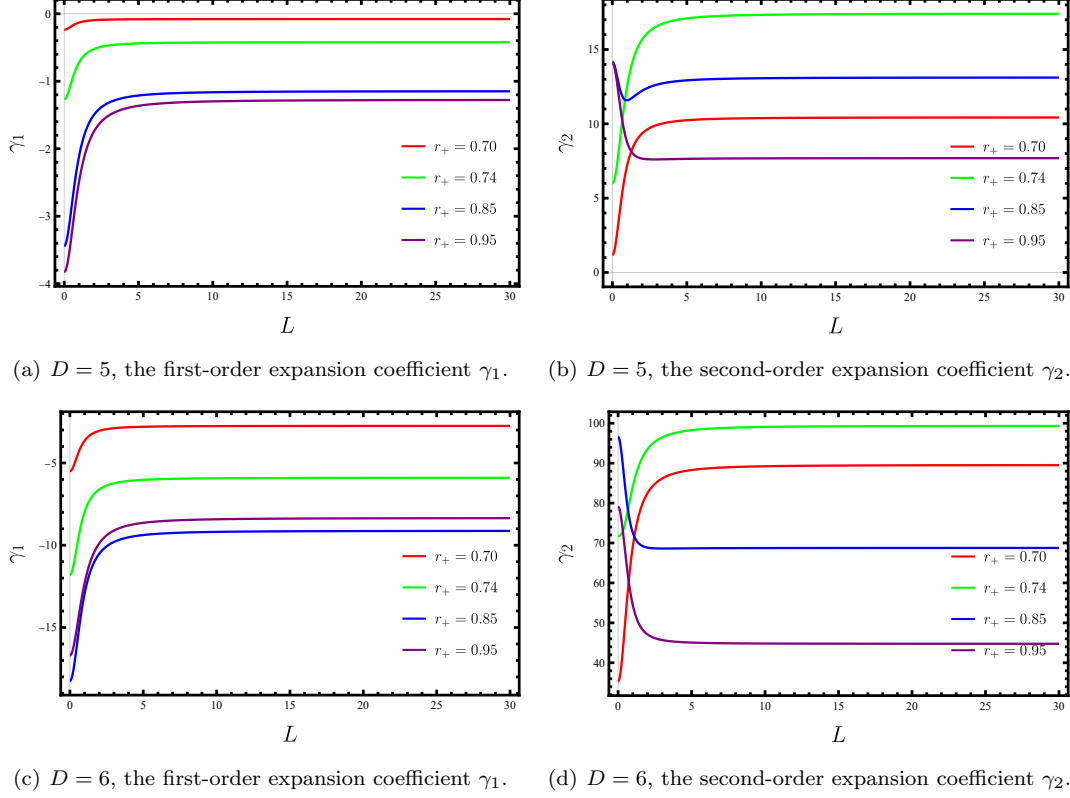 0
−1
−2
−3
−4
γ₁
r₊ = 0.70
r₊ = 0.74
r₊ = 0.85
r₊ = 0.95
0 5 10 15 20 25 30
L
(a) D = 5, the first-order expansion coefficient γ₁.
15
10
5
0
γ₂
r₊ = 0.70
r₊ = 0.74
r₊ = 0.85
r₊ = 0.95
0 5 10 15 20 25 30
L
(b) D = 5, the second-order expansion coefficient γ₂.
−5
−10
−15
γ₁
r₊ = 0.70
r₊ = 0.74
r₊ = 0.85
r₊ = 0.95
0 5 10 15 20 25 30
L
(c) D = 6, the first-order expansion coefficient γ₁.
100
90
80
70
60
50
40
γ₂
r₊ = 0.70
r₊ = 0.74
r₊ = 0.85
r₊ = 0.95
0 5 10 15 20 25 30
L
(d) D = 6, the second-order expansion coefficient γ₂.